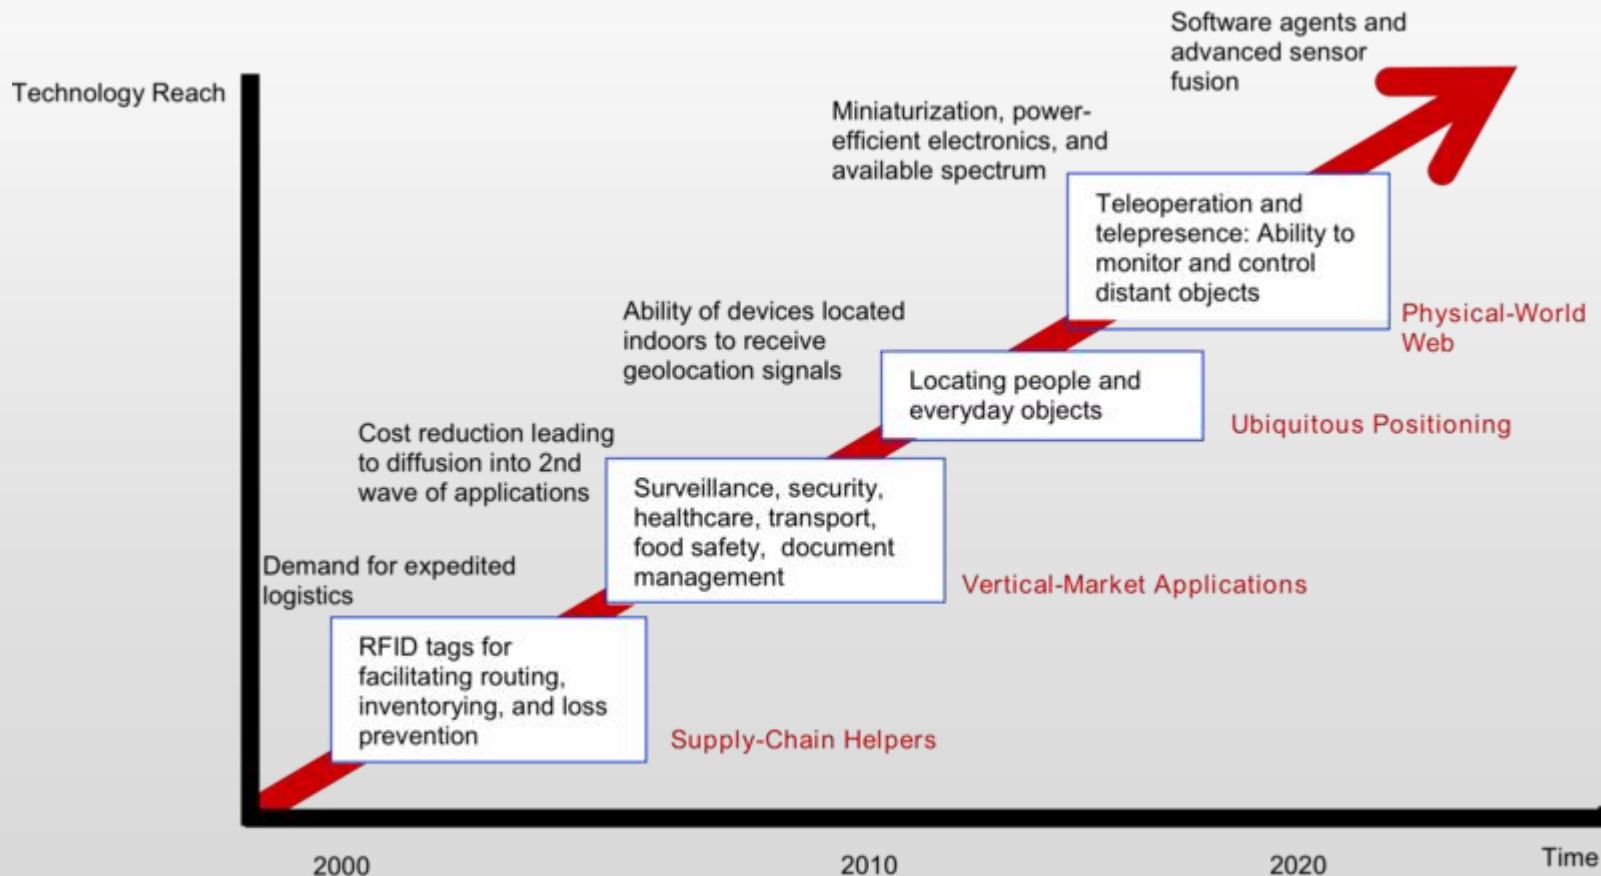 Technology Reach
Software agents and
advanced sensor
fusion
Miniaturization, power-
efficient electronics, and
available spectrum
Teleoperation and
telepresence: Ability to
monitor and control
distant objects
Physical-World
Web
Ability of devices located
indoors to receive
geolocation signals
Locating people and
everyday objects
Ubiquitous Positioning
Cost reduction leading
to diffusion into 2nd
wave of applications
Surveillance, security,
healthcare, transport,
food safety, document
management
Vertical-Market Applications
Demand for expedited
logistics
RFID tags for
facilitating routing,
inventorying, and loss
prevention
Supply-Chain Helpers
2000
2010
2020
Time